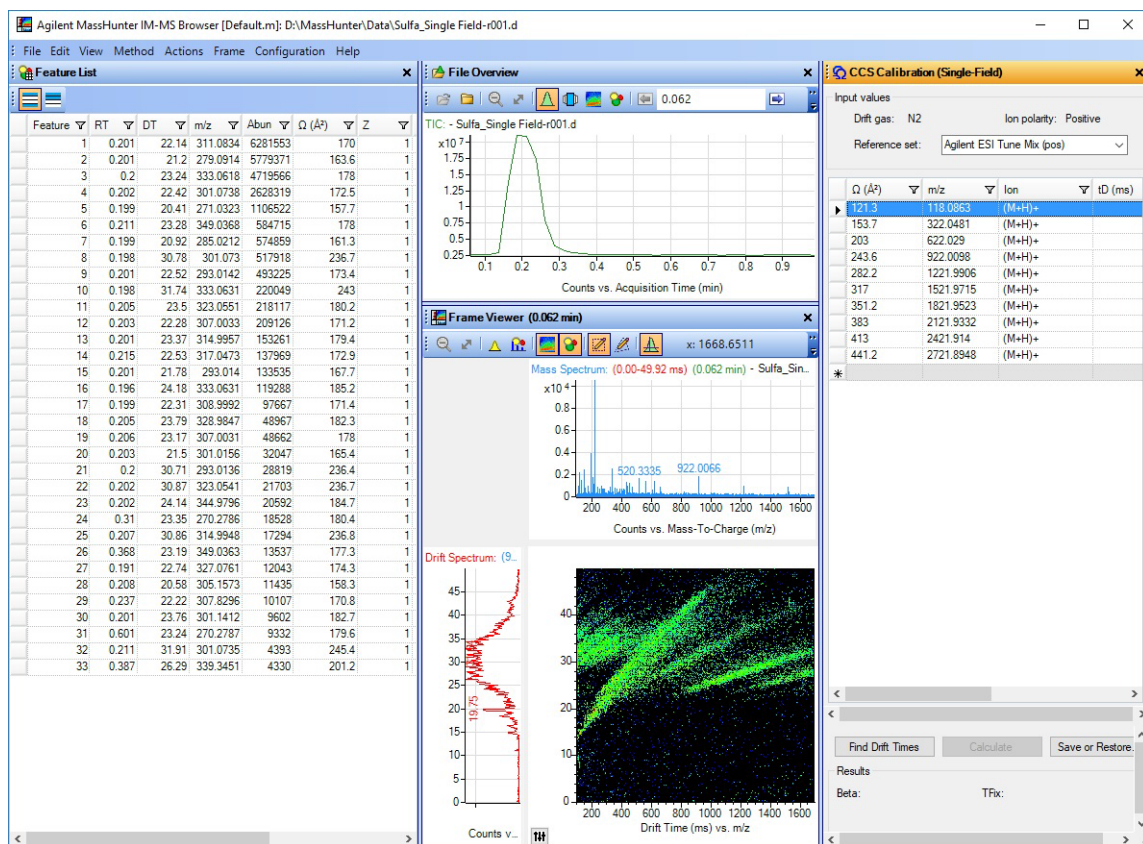 Agilent MassHunter IM-MS Browser [Default.m]: D:\MassHunter\Data\Sulfa_Single Field-r001.d
File Edit View Method Actions Frame Configuration Help
Feature List
Feature RT DT m/z Abun Ω (Å²) Z
1 0.201 22.14 311.0834 6281553 170 1
2 0.201 21.2 279.0914 5779371 163.6 1
3 0.2 23.24 333.0618 4719566 178 1
4 0.202 22.42 301.0738 2628319 172.5 1
5 0.199 20.41 271.0323 1106522 157.7 1
6 0.211 23.28 349.0368 584715 178 1
7 0.199 20.92 285.0212 574859 161.3 1
8 0.198 30.78 301.073 517918 236.7 1
9 0.201 22.52 293.0142 493225 173.4 1
10 0.198 31.74 333.0631 220049 243 1
11 0.205 23.5 323.0551 218117 180.2 1
12 0.203 22.28 307.0033 209126 171.2 1
13 0.201 23.37 314.9957 153261 179.4 1
14 0.215 22.53 317.0473 137969 172.9 1
15 0.201 21.78 293.014 133535 167.7 1
16 0.196 24.18 333.0631 119288 185.2 1
17 0.199 22.31 308.9992 97667 171.4 1
18 0.205 23.79 328.9847 48967 182.3 1
19 0.206 23.17 307.0031 48662 178 1
20 0.203 21.5 301.0156 32047 165.4 1
21 0.2 30.71 293.0136 28819 236.4 1
22 0.202 30.87 323.0541 21703 236.7 1
23 0.202 24.14 344.9796 20592 184.7 1
24 0.31 23.35 270.2786 18528 180.4 1
25 0.207 30.86 314.9948 17294 236.8 1
26 0.368 23.19 349.0363 13537 177.3 1
27 0.191 22.74 327.0761 12043 174.3 1
28 0.208 20.58 305.1573 11435 158.3 1
29 0.237 22.22 307.8296 10107 170.8 1
30 0.201 23.76 301.1412 9602 182.7 1
31 0.601 23.24 270.2787 9332 179.6 1
32 0.211 31.91 301.0735 4393 245.4 1
33 0.387 26.29 339.3451 4330 201.2 1
File Overview
0.062
TIC: - Sulfa_Single Field-r001.d
x10 7
1.75
1.5
1.25
1
0.75
0.5
0.25
0.1 0.2 0.3 0.4 0.5 0.6 0.7 0.8 0.9
Counts vs. Acquisition Time (min)
Frame Viewer (0.062 min)
x: 1668.6511
Mass Spectrum: (0.00-49.92 ms) (0.062 min) - Sulfa_Sin...
x10 4
0.8
0.6
0.4
0.2
0
520.3335
922.0066
200 400 600 800 1000 1200 1400 1600
Counts vs. Mass-To-Charge (m/z)
Drift Spectrum: (9...
45
40
35
30
25
20
15
10
5
0
19.75
Counts v...
40
30
20
10
0
200 400 600 800 1000 1200 1400 1600
Drift Time (ms) vs. m/z
CCS Calibration (Single-Field)
Input values
Drift gas: N2 Ion polarity: Positive
Reference set: Agilent ESI Tune Mix (pos)
Ω (Å²) m/z Ion tD (ms)
121.3 118.0863 (M+H)+
153.7 322.0481 (M+H)+
203 622.029 (M+H)+
243.6 922.0098 (M+H)+
282.2 1221.9906 (M+H)+
317 1521.9715 (M+H)+
351.2 1821.9523 (M+H)+
383 2121.9332 (M+H)+
413 2421.914 (M+H)+
441.2 2721.8948 (M+H)+
Find Drift Times Calculate Save or Restore.
Results
Beta: TFix: